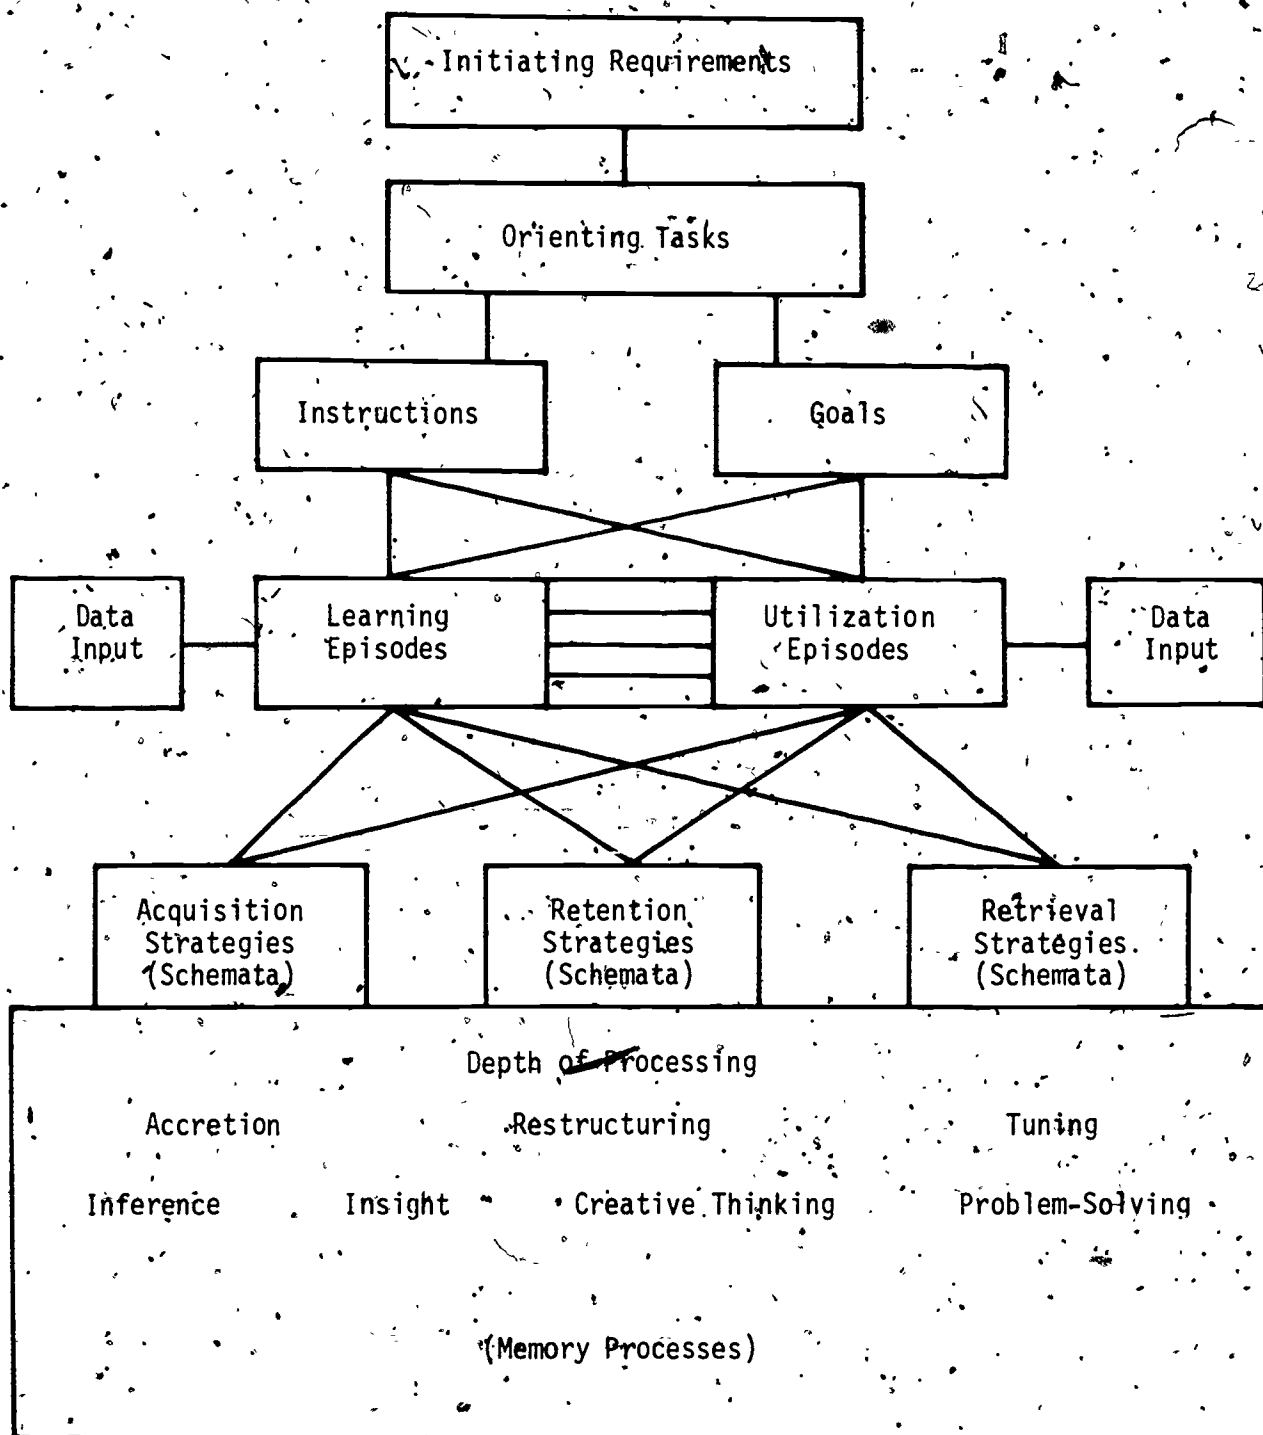 Initiating Requirements
Orienting Tasks
Instructions
Goals
Data
Input
Learning
Episodes
Utilization
Episodes
Data
Input
Acquisition
Strategies
(Schemata)
Retention
Strategies
(Schemata)
Retrieval
Strategies
(Schemata)
Depth of Processing
Accretion Restructuring Tuning
Inference Insight Creative Thinking Problem-Solving
(Memory Processes)